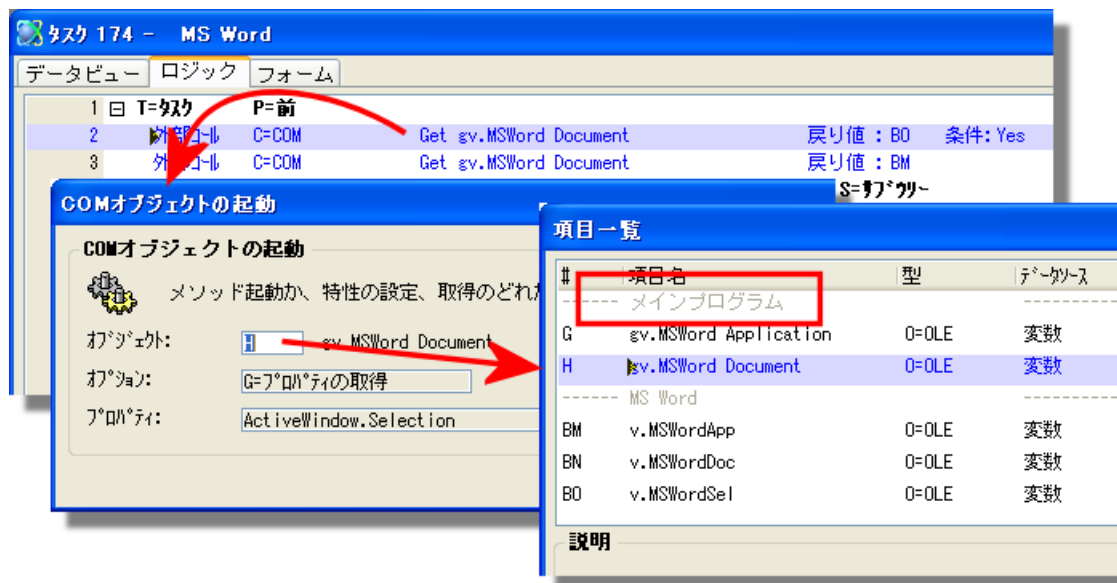 タスク 174 - MS Word
データビュー ロジック フォーム
1 T=タスク P=前
2 外部コール C=COM Get gv.MSWord Document 戻り値 : BO 条件: Yes
3 外部コール C=COM Get gv.MSWord Document 戻り値 : BM
S=サブツリー
COMオブジェクトの起動
COMオブジェクトの起動
メソッド起動か、特性の設定、取得のどれ
オブジェクト: H gv.MSWord Document
オプション: G=プロパティの取得
プロパティ: ActiveWindow.Selection
項目一覧
# 項目名 型 データソース
------ メインプログラム ----------
G gv.MSWord Application O=OLE 変数
H gv.MSWord Document O=OLE 変数
------ MS Word ----------
BM v.MSWordApp O=OLE 変数
BN v.MSWordDoc O=OLE 変数
BO v.MSWordSel O=OLE 変数
説明